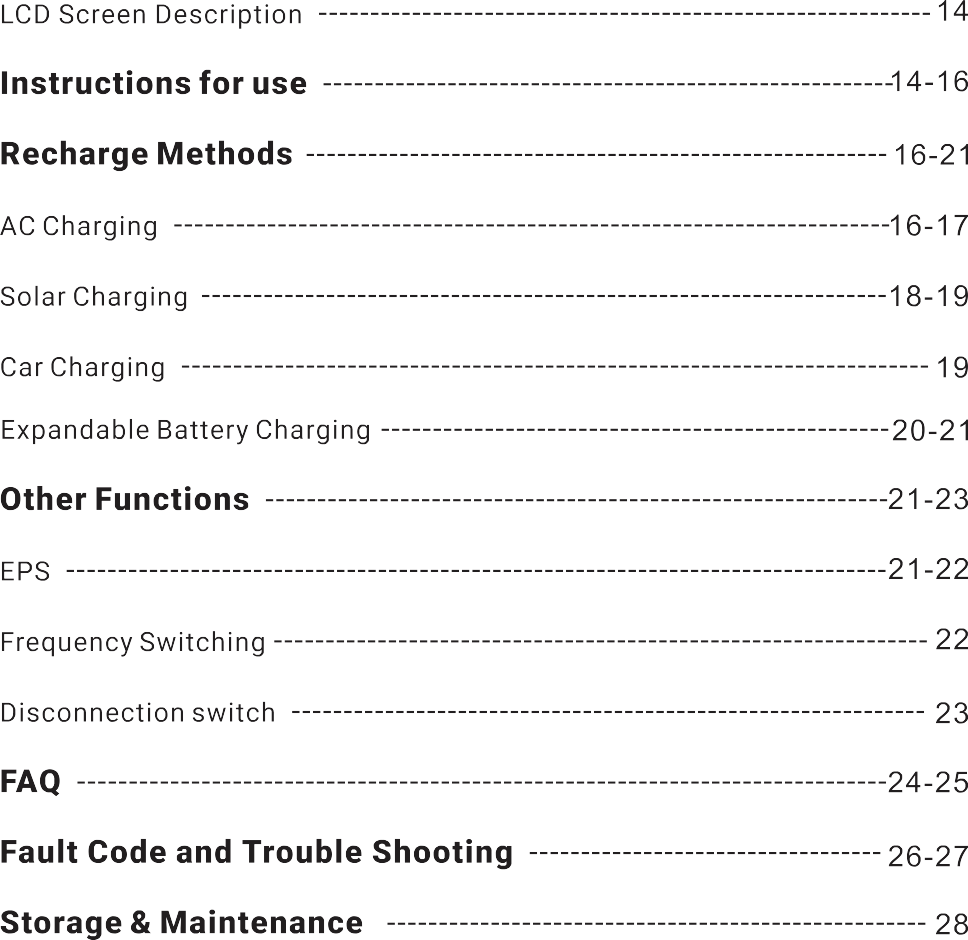 LCD Screen Description ---------------------------------------------------------------- 14
Instructions for use ------------------------------------------------------------14-16
Recharge Methods ------------------------------------------------------------- 16-21
AC Charging ---------------------------------------------------------------------------16-17
Solar Charging ------------------------------------------------------------------------18-19
Car Charging ------------------------------------------------------------------------------ 19
Expandable Battery Charging -----------------------------------------------------20-21
Other Functions -----------------------------------------------------------------21-23
EPS --------------------------------------------------------------------------------------21-22
Frequency Switching -------------------------------------------------------------------- 22
Disconnection switch ------------------------------------------------------------------ 23
FAQ -------------------------------------------------------------------------------------24-25
Fault Code and Trouble Shooting ------------------------------------- 26-27
Storage & Maintenance -------------------------------------------------------- 28